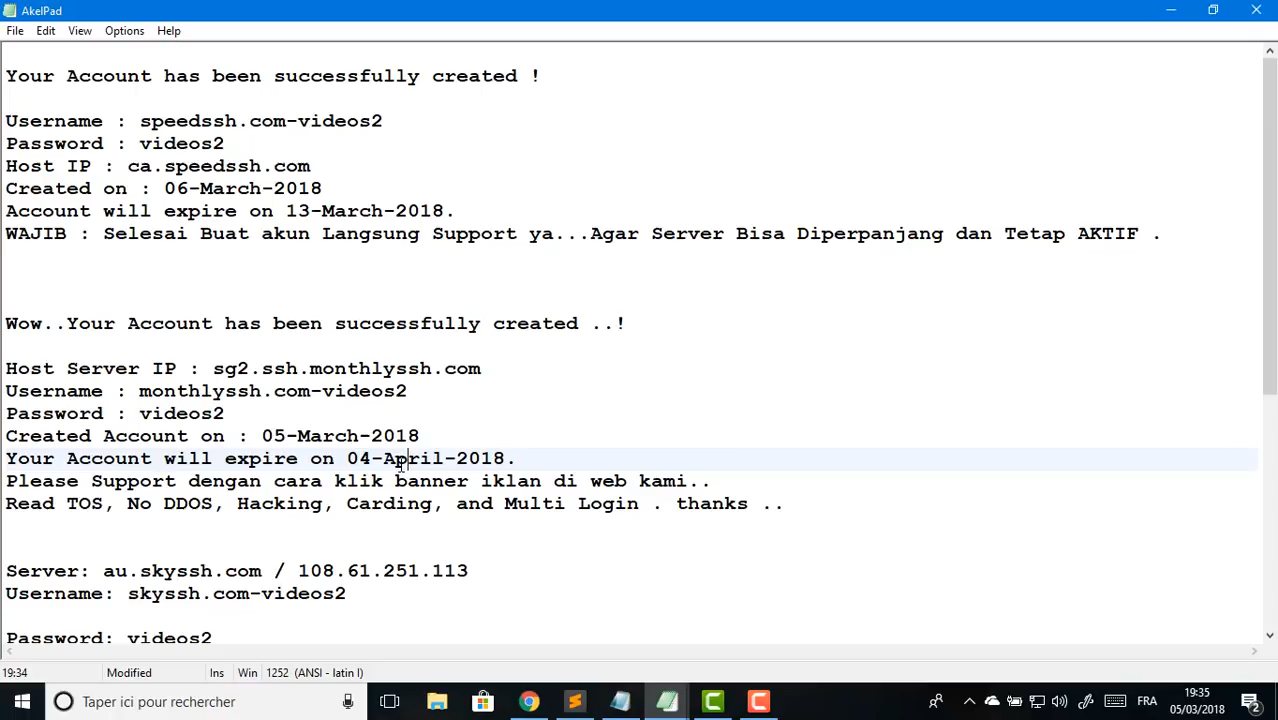 AkelPad
File Edit View Options Help
Your Account has been successfully created !
Username : speedssh.com-videos2
Password : videos2
Host IP : ca.speedssh.com
Created on : 06-March-2018
Account will expire on 13-March-2018.
WAJIB : Selesai Buat akun Langsung Support ya...Agar Server Bisa Diperpanjang dan Tetap AKTIF .
Wow..Your Account has been successfully created ..!
Host Server IP : sg2.ssh.monthlyssh.com
Username : monthlyssh.com-videos2
Password : videos2
Created Account on : 05-March-2018
Your Account will expire on 04-April-2018.
Please Support dengan cara klik banner iklan di web kami..
Read TOS, No DDOS, Hacking, Carding, and Multi Login . thanks ..
Server: au.skyssh.com / 108.61.251.113
Username: skyssh.com-videos2
Password: videos2
19:34 Modified Ins Win 1252 (ANSI - latin I)
Taper ici pour rechercher FRA 19:35
05/03/2018 2